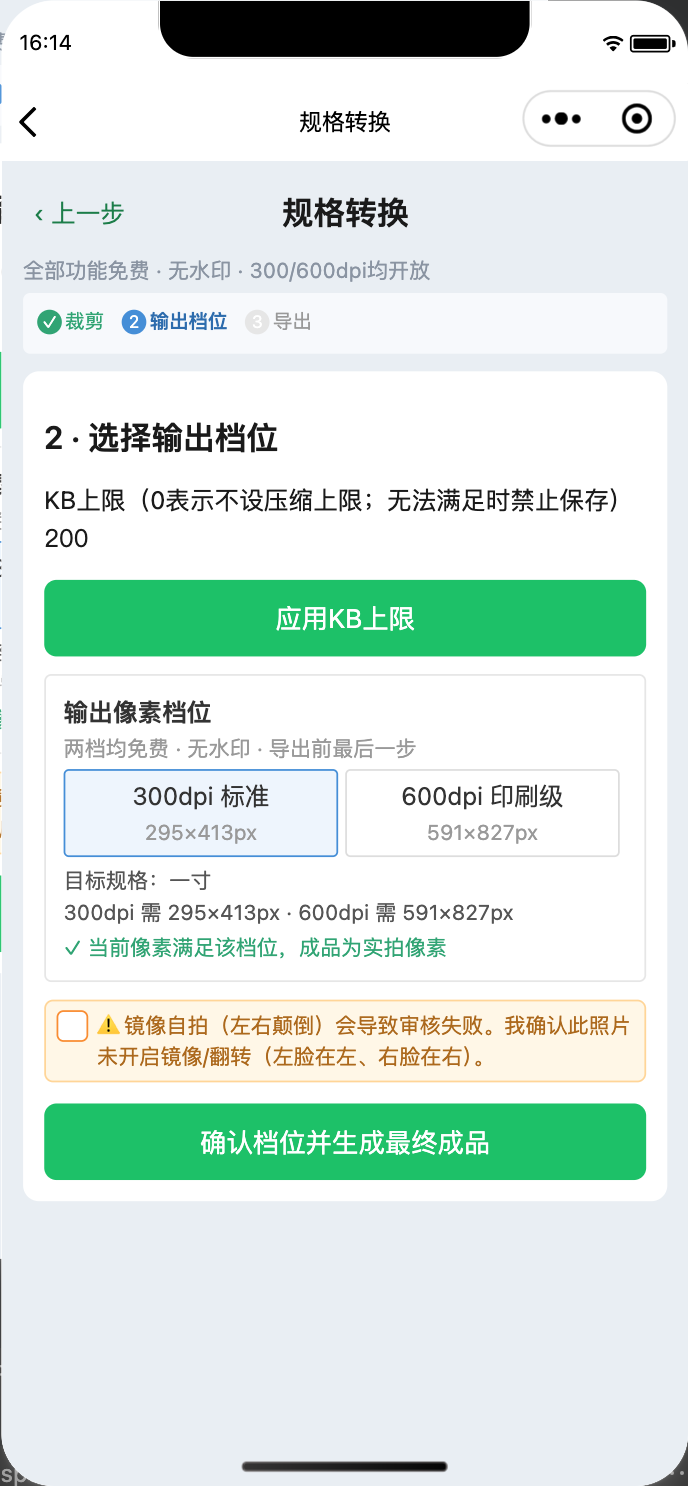 16:14
规格转换
‹ 上一步
规格转换
全部功能免费 · 无水印 · 300/600dpi均开放
裁剪 2 输出档位 3 导出
2 · 选择输出档位
KB上限（0表示不设压缩上限；无法满足时禁止保存）
200
应用KB上限
输出像素档位
两档均免费 · 无水印 · 导出前最后一步
300dpi 标准
295×413px
600dpi 印刷级
591×827px
目标规格：一寸
300dpi 需 295×413px · 600dpi 需 591×827px
✓ 当前像素满足该档位，成品为实拍像素
⚠️ 镜像自拍（左右颠倒）会导致审核失败。我确认此照片
未开启镜像/翻转（左脸在左、右脸在右）。
确认档位并生成最终成品